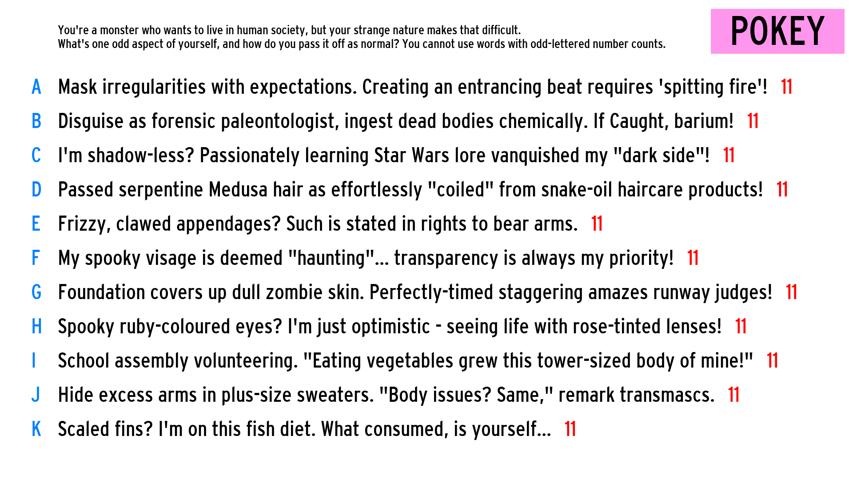 You're a monster who wants to live in human society, but your strange nature makes that difficult.
What's one odd aspect of yourself, and how do you pass it off as normal? You cannot use words with odd-lettered number counts.
POKEY
A Mask irregularities with expectations. Creating an entrancing beat requires 'spitting fire'! 11
B Disguise as forensic paleontologist, ingest dead bodies chemically. If Caught, barium! 11
C I'm shadow-less? Passionately learning Star Wars lore vanquished my "dark side"! 11
D Passed serpentine Medusa hair as effortlessly "coiled" from snake-oil haircare products! 11
E Frizzy, clawed appendages? Such is stated in rights to bear arms. 11
F My spooky visage is deemed "haunting"... transparency is always my priority! 11
G Foundation covers up dull zombie skin. Perfectly-timed staggering amazes runway judges! 11
H Spooky ruby-coloured eyes? I'm just optimistic - seeing life with rose-tinted lenses! 11
I School assembly volunteering. "Eating vegetables grew this tower-sized body of mine!" 11
J Hide excess arms in plus-size sweaters. "Body issues? Same," remark transmascs. 11
K Scaled fins? I'm on this fish diet. What consumed, is yourself... 11